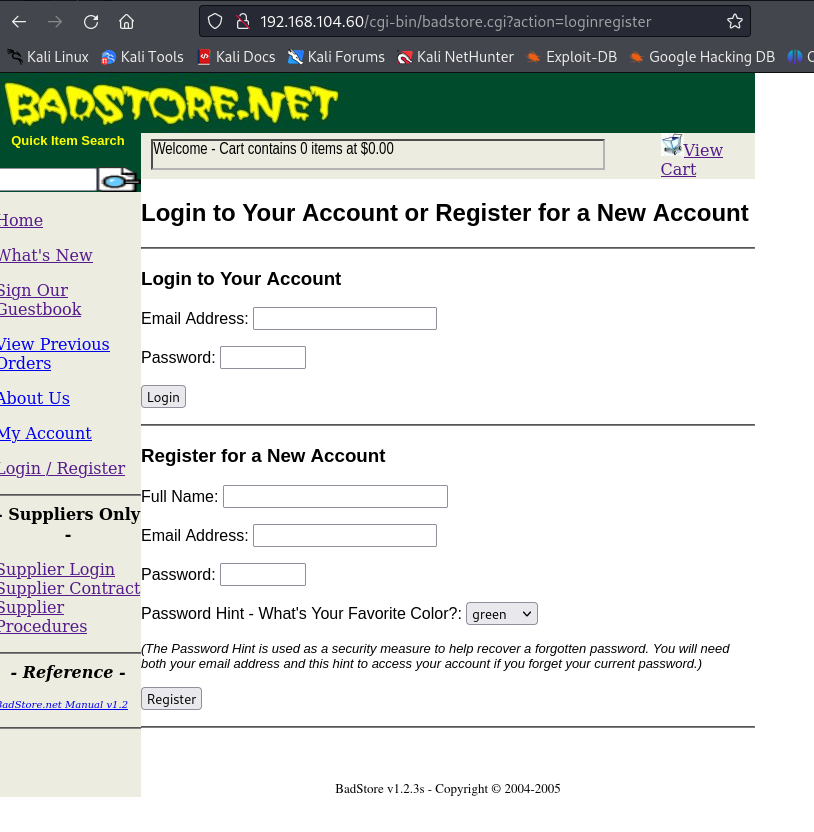 192.168.104.60/cgi-bin/badstore.cgi?action=loginregister
Kali Linux Kali Tools Kali Docs Kali Forums Kali NetHunter Exploit-DB Google Hacking DB
BADSTORE.NET
Quick Item Search
Welcome - Cart contains 0 items at $0.00
View
Cart
Home
What's New
Sign Our
Guestbook
View Previous
Orders
About Us
My Account
Login / Register
- Suppliers Only
-
Supplier Login
Supplier Contract
Supplier
Procedures
- Reference -
BadStore.net Manual v1.2
Login to Your Account or Register for a New Account
Login to Your Account
Email Address:
Password:
Login
Register for a New Account
Full Name:
Email Address:
Password:
Password Hint - What's Your Favorite Color?: green
(The Password Hint is used as a security measure to help recover a forgotten password. You will need
both your email address and this hint to access your account if you forget your current password.)
Register
BadStore v1.2.3s - Copyright © 2004-2005